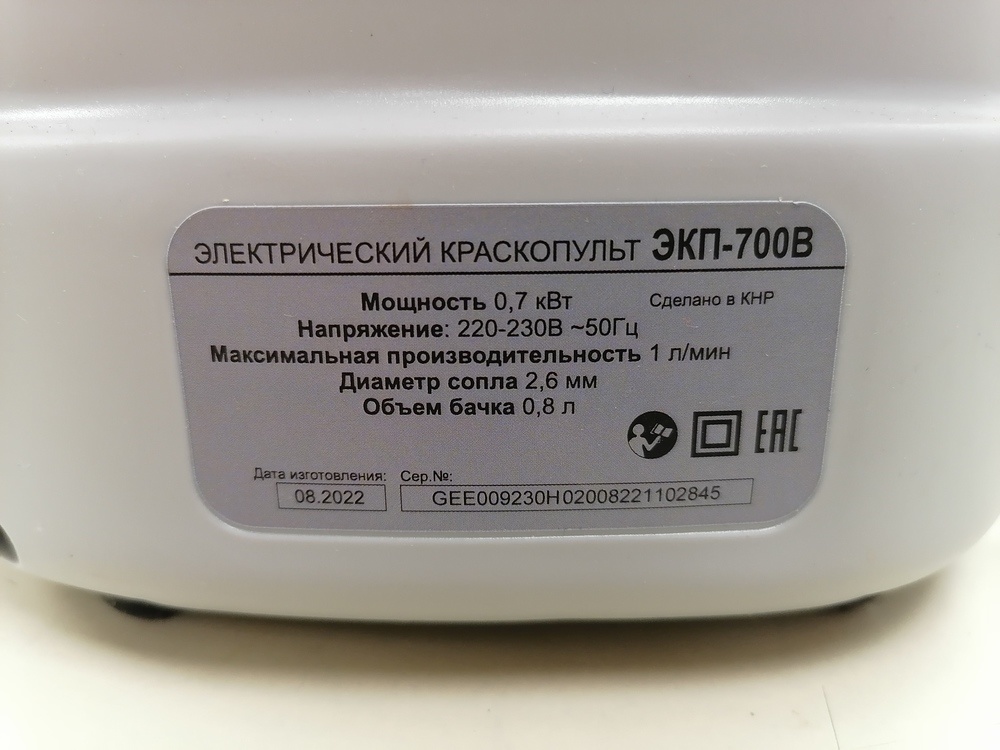 ЭЛЕКТРИЧЕСКИЙ КРАСКОПУЛЬТ ЭКП-700В
Мощность 0,7 кВт Сделано в КНР
Напряжение: 220-230В ~50Гц
Максимальная производительность 1 л/мин
Диаметр сопла 2,6 мм
Объем бачка 0,8 л
EAC
Дата изготовления: Сер.№:
08.2022 GEE009230H02008221102845